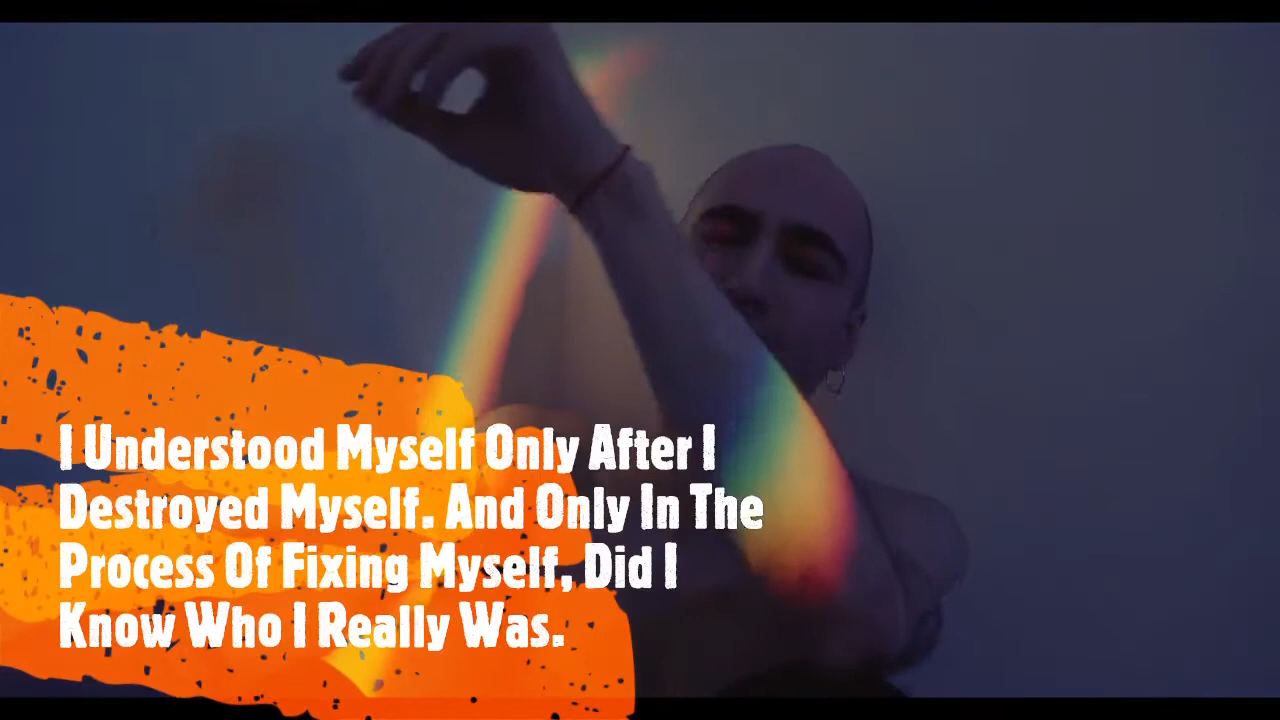 I Understood Myself Only After I
Destroyed Myself. And Only In The
Process Of Fixing Myself, Did I
Know Who I Really Was.